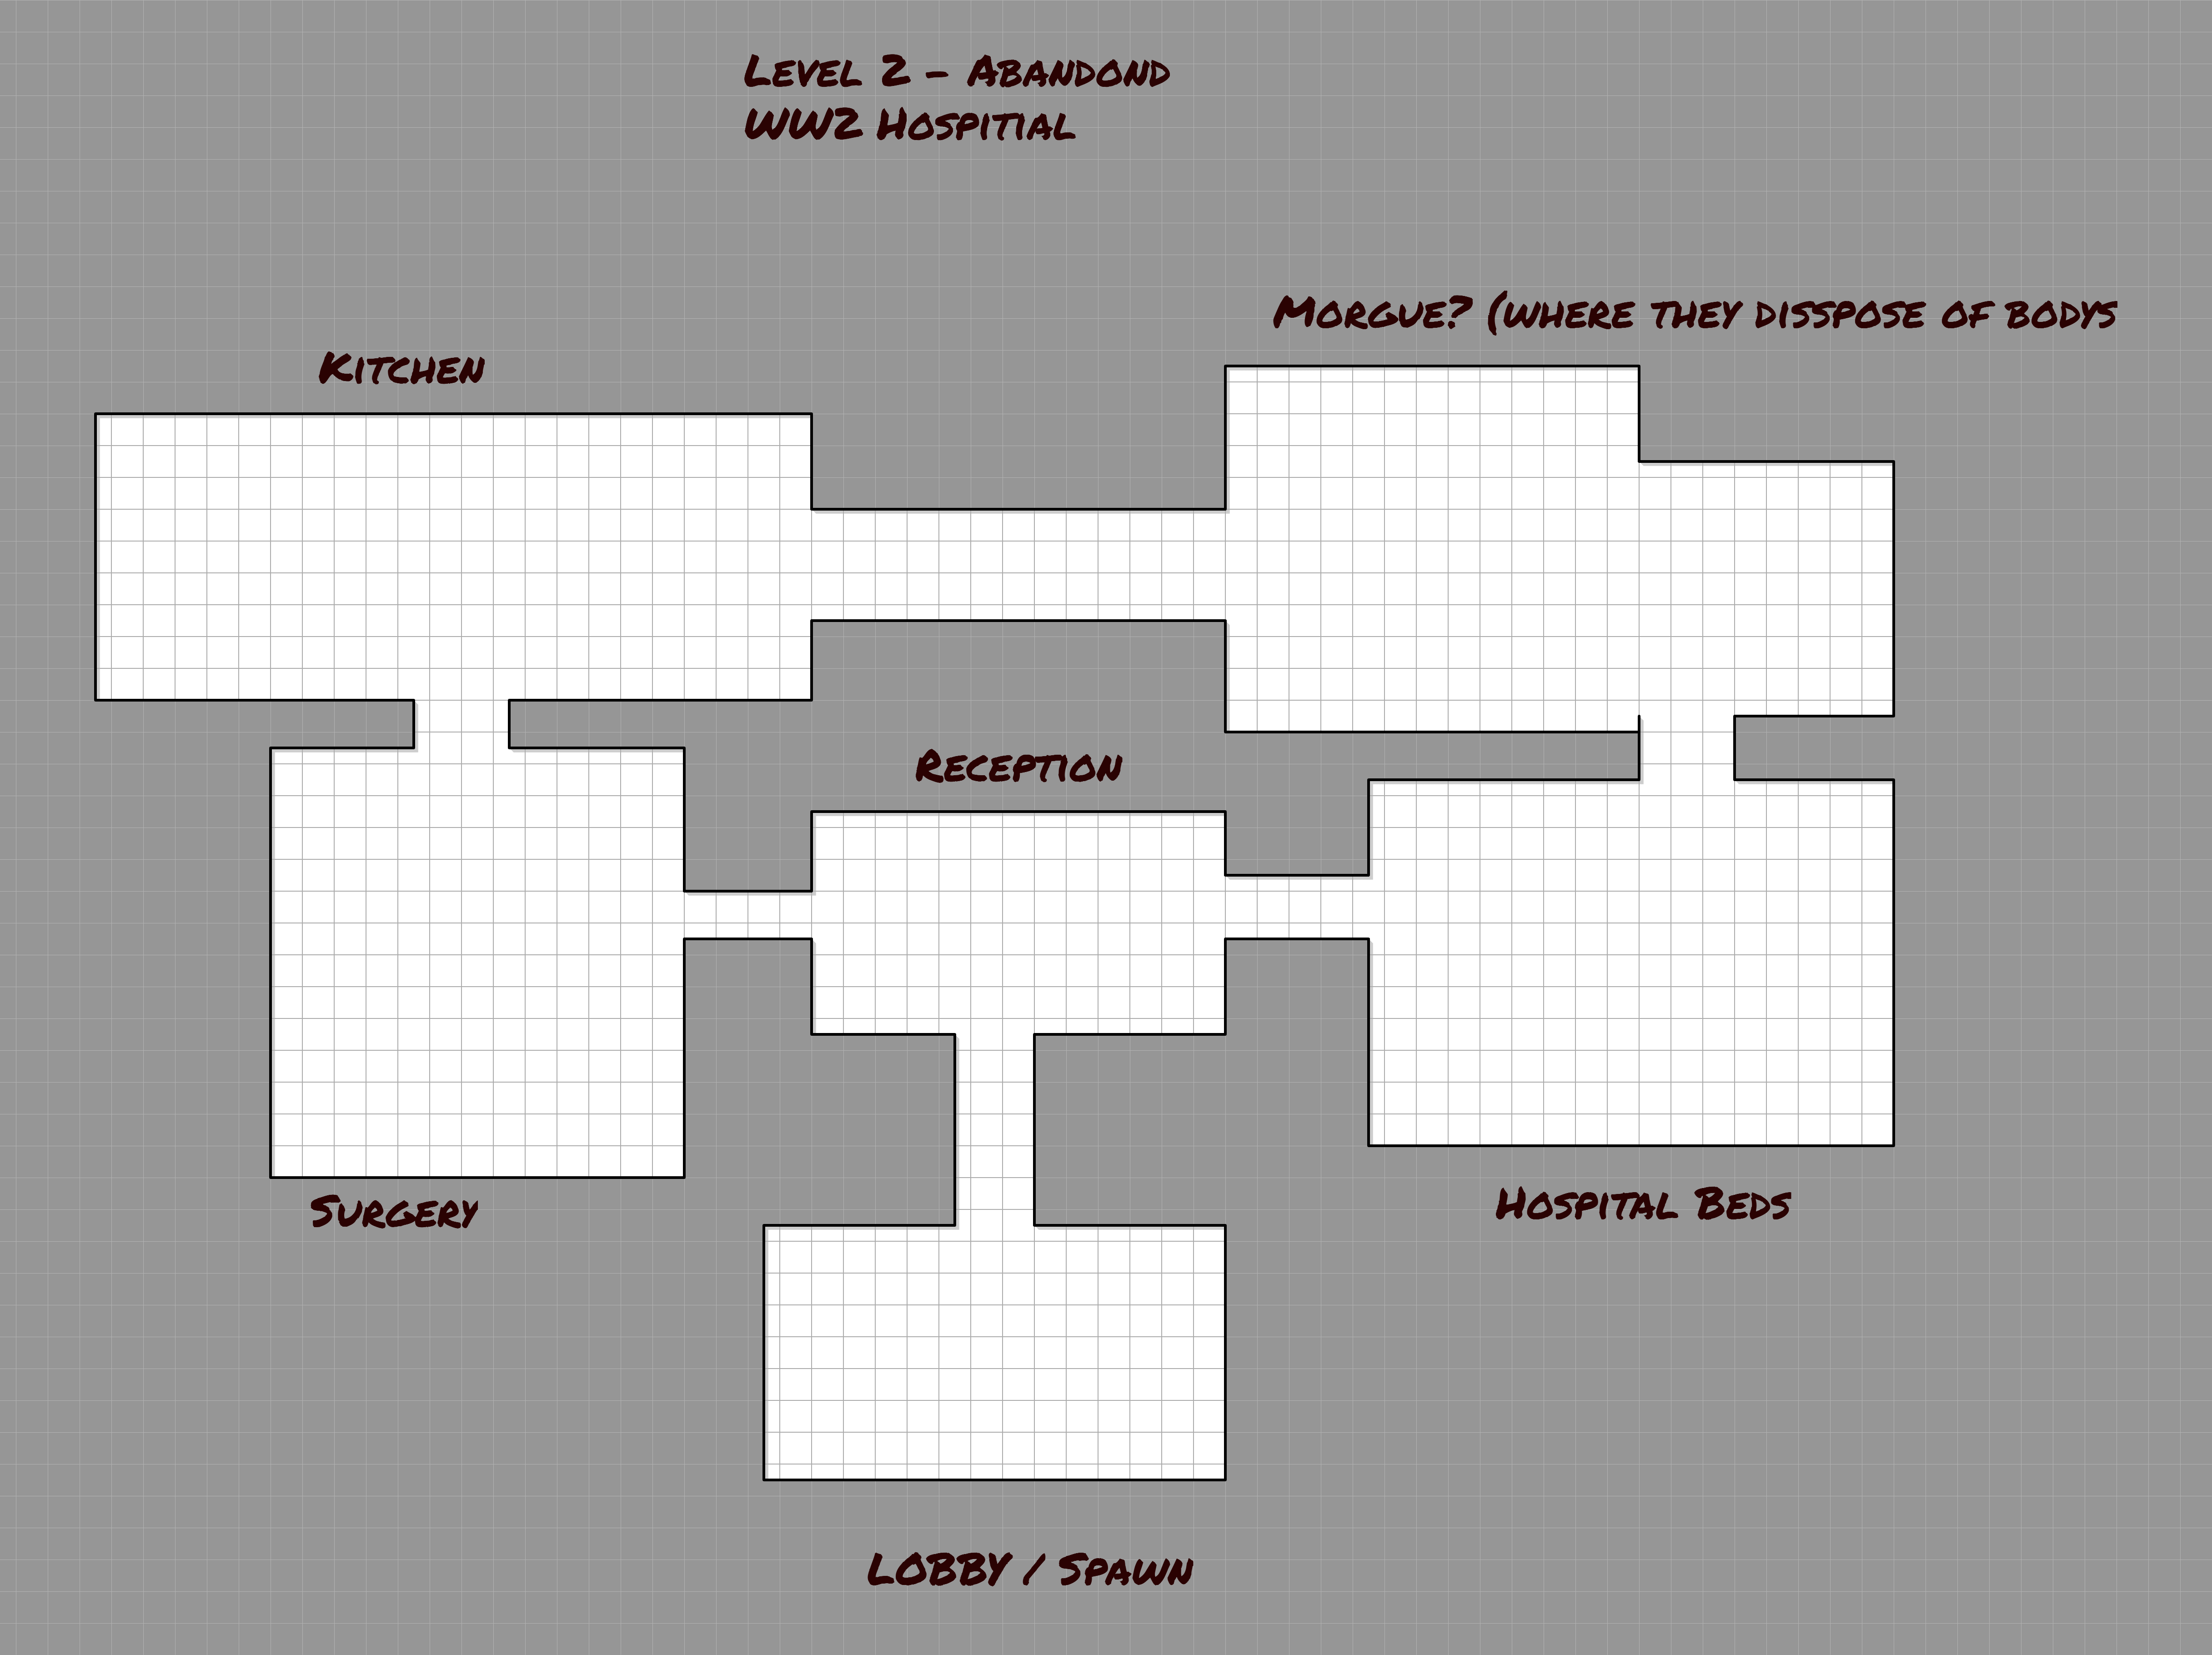 Level 2 - Abandond
WW2 Hospitial
Morgue? (where they disspose of bodys
Kitchen
Reception
Surgery
Hospital Beds
LOBBY / Spawn